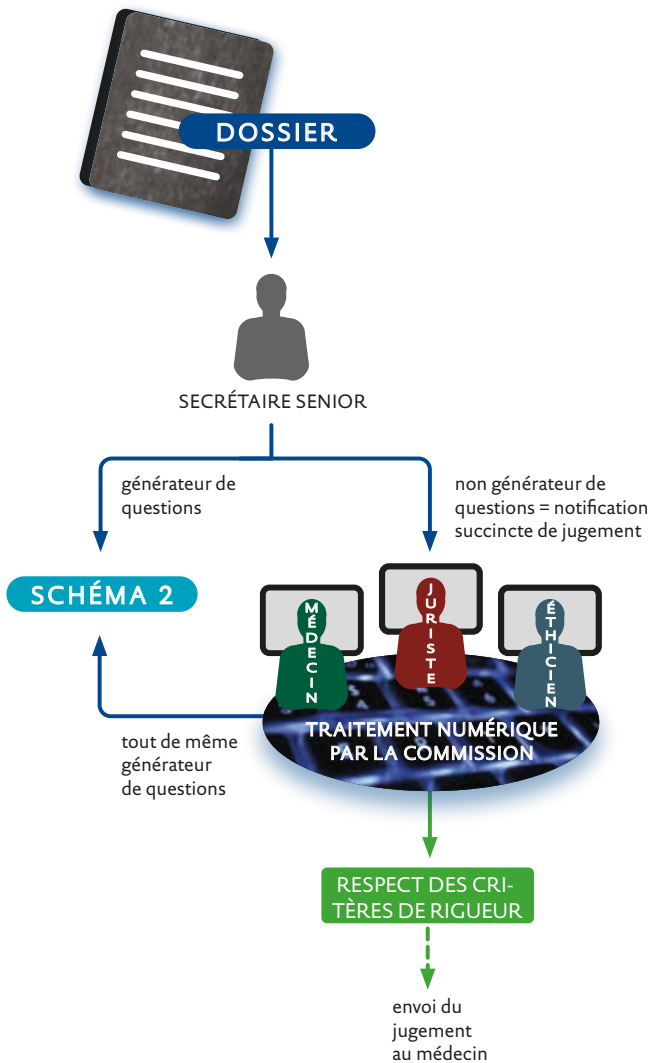 DOSSIER
SECRÉTAIRE SENIOR
générateur de
questions
non générateur de
questions = notification
succincte de jugement
SCHÉMA 2
MÉDECIN
JURISTE
ÉTHICIEN
TRAITEMENT NUMÉRIQUE
PAR LA COMMISSION
tout de même
générateur
de questions
RESPECT DES CRI-
TÈRES DE RIGUEUR
envoi du
jugement
au médecin